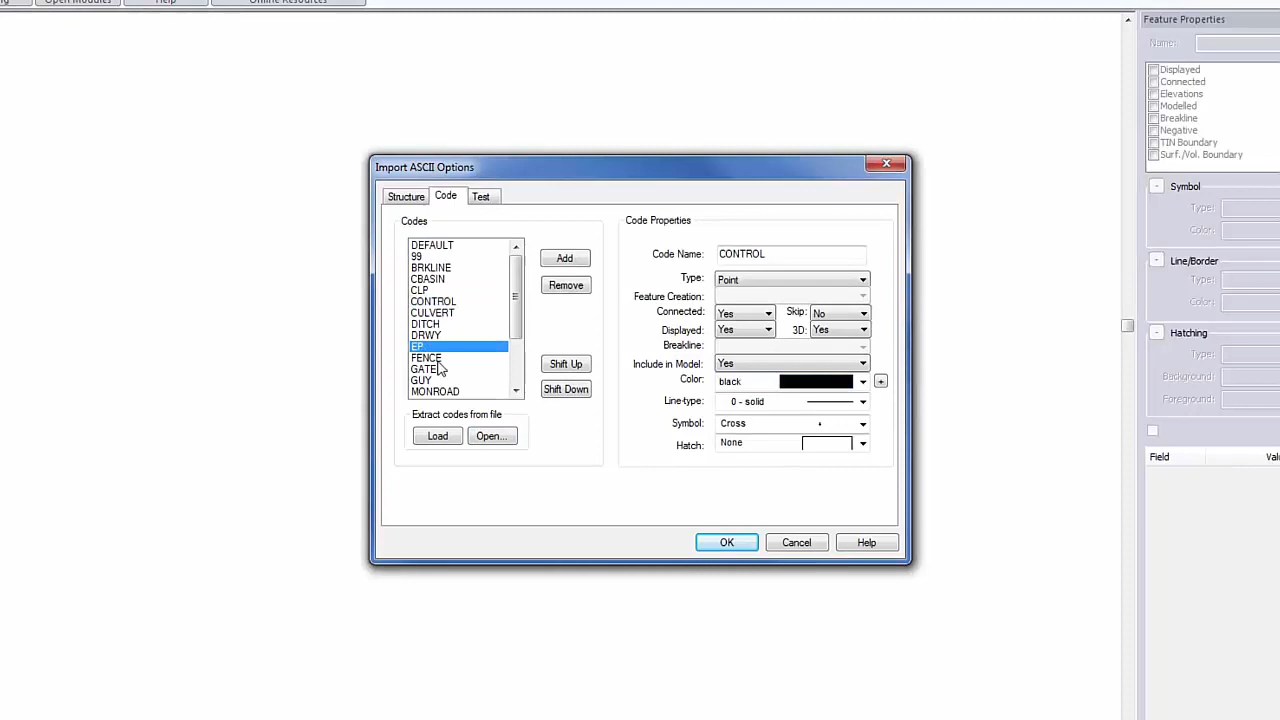 Open Modules
Help
Online Resources
Feature Properties
Name:
Displayed
Connected
Elevations
Modelled
Breakline
Negative
TIN Boundary
Surf./Vol. Boundary
Symbol
Type:
Color:
Line/Border
Type:
Color:
Hatching
Type:
Background:
Foreground:
Field
Import ASCII Options
Structure
Code
Test
Codes
DEFAULT
99
BRKLINE
CBASIN
CLP
CONTROL
CULVERT
DITCH
DRWY
EP
FENCE
GATE
GUY
MONROAD
Add
Remove
Shift Up
Shift Down
Extract codes from file
Load
Open...
Code Properties
Code Name: CONTROL
Type: Point
Feature Creation:
Connected: Yes Skip: No
Displayed: Yes 3D: Yes
Breakline:
Include in Model: Yes
Color: black
Line-type: 0 - solid
Symbol: Cross
Hatch: None
OK
Cancel
Help